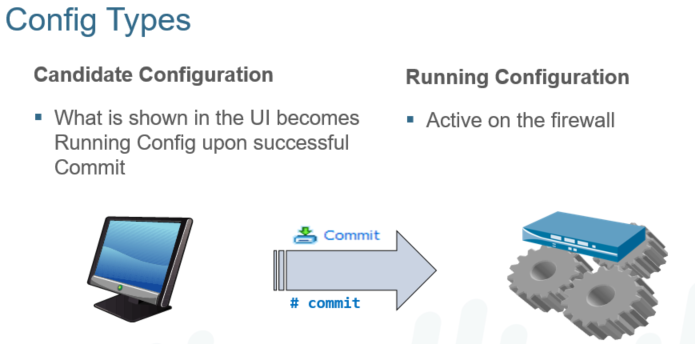 Config Types
Candidate Configuration
▪ What is shown in the UI becomes
Running Config upon successful
Commit
Running Configuration
▪ Active on the firewall
Commit
# commit